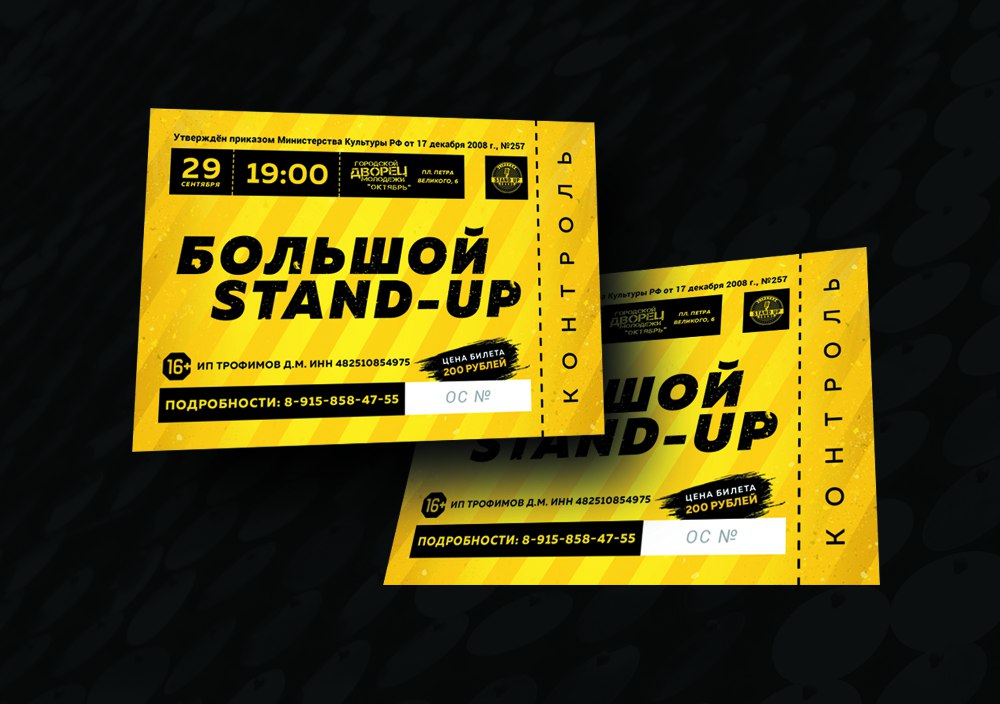 Утверждён приказом Министерства Культуры РФ от 17 декабря 2008 г., №257
29
СЕНТЯБРЯ
19:00
ГОРОДСКОЙ
ДВОРЕЦ
МОЛОДЕЖИ
"ОКТЯБРЬ"
ПЛ. ПЕТРА
ВЕЛИКОГО, 6
STAND UP
БОЛЬШОЙ
STAND-UP
16+ ИП ТРОФИМОВ Д.М. ИНН 482510854975
ЦЕНА БИЛЕТА
200 РУБЛЕЙ
ПОДРОБНОСТИ: 8-915-858-47-55
ОС №
КОНТРОЛЬ
Культуры РФ от 17 декабря 2008 г., №257
ГОРОДСКОЙ
ДВОРЕЦ
МОЛОДЕЖИ
"ОКТЯБРЬ"
ПЛ. ПЕТРА
ВЕЛИКОГО, 6
STAND UP
ШОЙ
STAND-UP
16+ ИП ТРОФИМОВ Д.М. ИНН 482510854975
ЦЕНА БИЛЕТА
200 РУБЛЕЙ
ПОДРОБНОСТИ: 8-915-858-47-55
ОС №
КОНТРОЛЬ